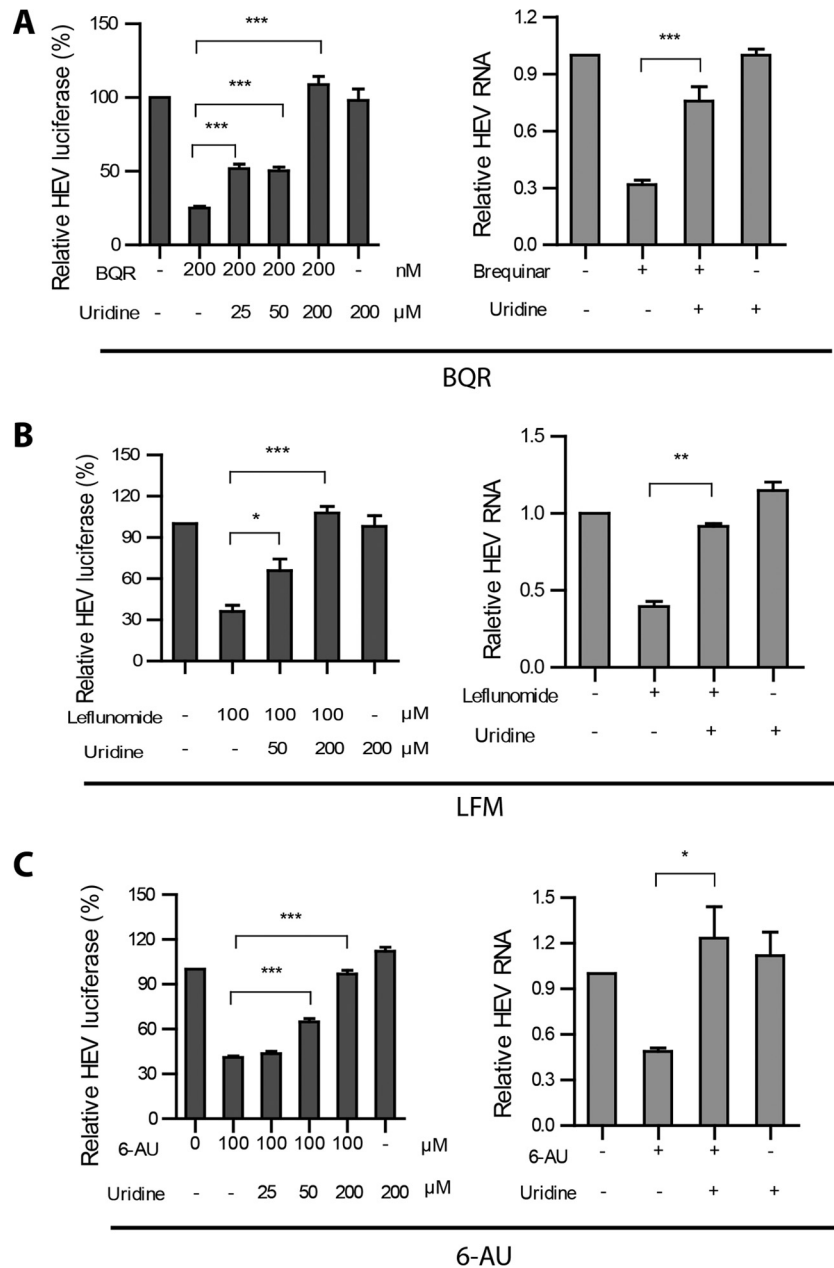 A
Relative HEV luciferase (%)
150
100
50
0
***
***
***
BQR - 200 200 200 200 - nM
Uridine - - 25 50 200 200 µM
Relative HEV RNA
1.2
0.9
0.6
0.3
0.0
***
Brequinar - + + -
Uridine - - + +
BQR
B
Relative HEV luciferase (%)
150
120
90
60
30
0
***
*
Leflunomide - 100 100 100 - µM
Uridine - - 50 200 200 µM
Raletive HEV RNA
1.5
1.0
0.5
0.0
**
Leflunomide - + + -
Uridine - - + +
LFM
C
Relative HEV luciferase (%)
150
120
90
60
30
0
***
***
6-AU 0 100 100 100 100 - µM
Uridine - - 25 50 200 200 µM
Relative HEV RNA
1.5
1.2
0.9
0.6
0.3
0.0
*
6-AU - + + -
Uridine - - + +
6-AU